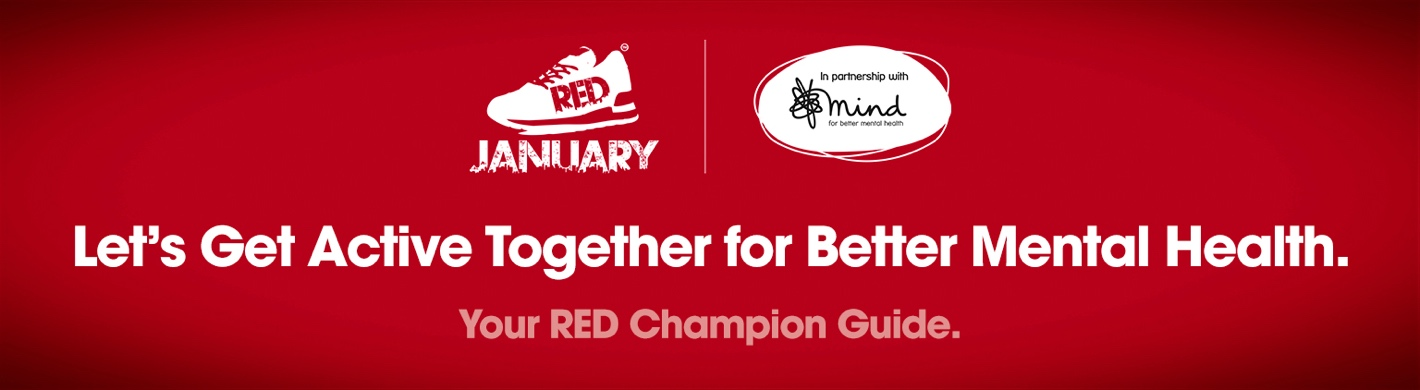 RED
JANUARY
TM
In partnership with
mind
for better mental health
Let's Get Active Together for Better Mental Health.
Your RED Champion Guide.